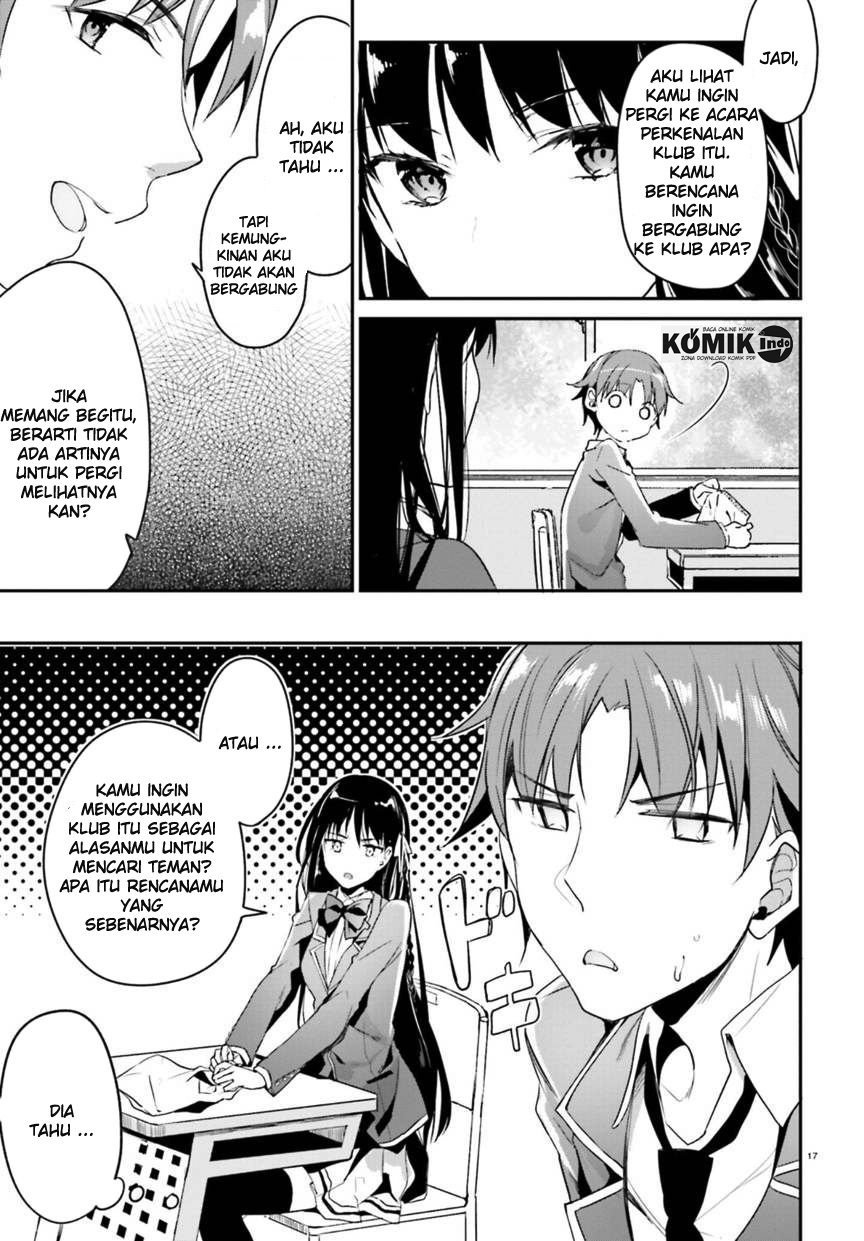 JADI,
AKU LIHAT
KAMU INGIN
PERGI KE ACARA
PERKENALAN
KLUB ITU.
KAMU
BERENCANA
INGIN
BERGABUNG
KE KLUB APA?
BACA ONLINE KOMIK
KOMIK Indo
ZONA DOWNLOAD KOMIK PDF
AH, AKU
TIDAK
TAHU ...
TAPI
KEMUNG-
KINAN AKU
TIDAK AKAN
BERGABUNG
JIKA
MEMANG BEGITU,
BERARTI TIDAK
ADA ARTINYA
UNTUK PERGI
MELIHATNYA
KAN?
ATAU ...
KAMU INGIN
MENGGUNAKAN
KLUB ITU SEBAGAI
ALASANMU UNTUK
MENCARI TEMAN?
APA ITU RENCANAMU
YANG
SEBENARNYA?
ドキ
DIA
TAHU ...
17